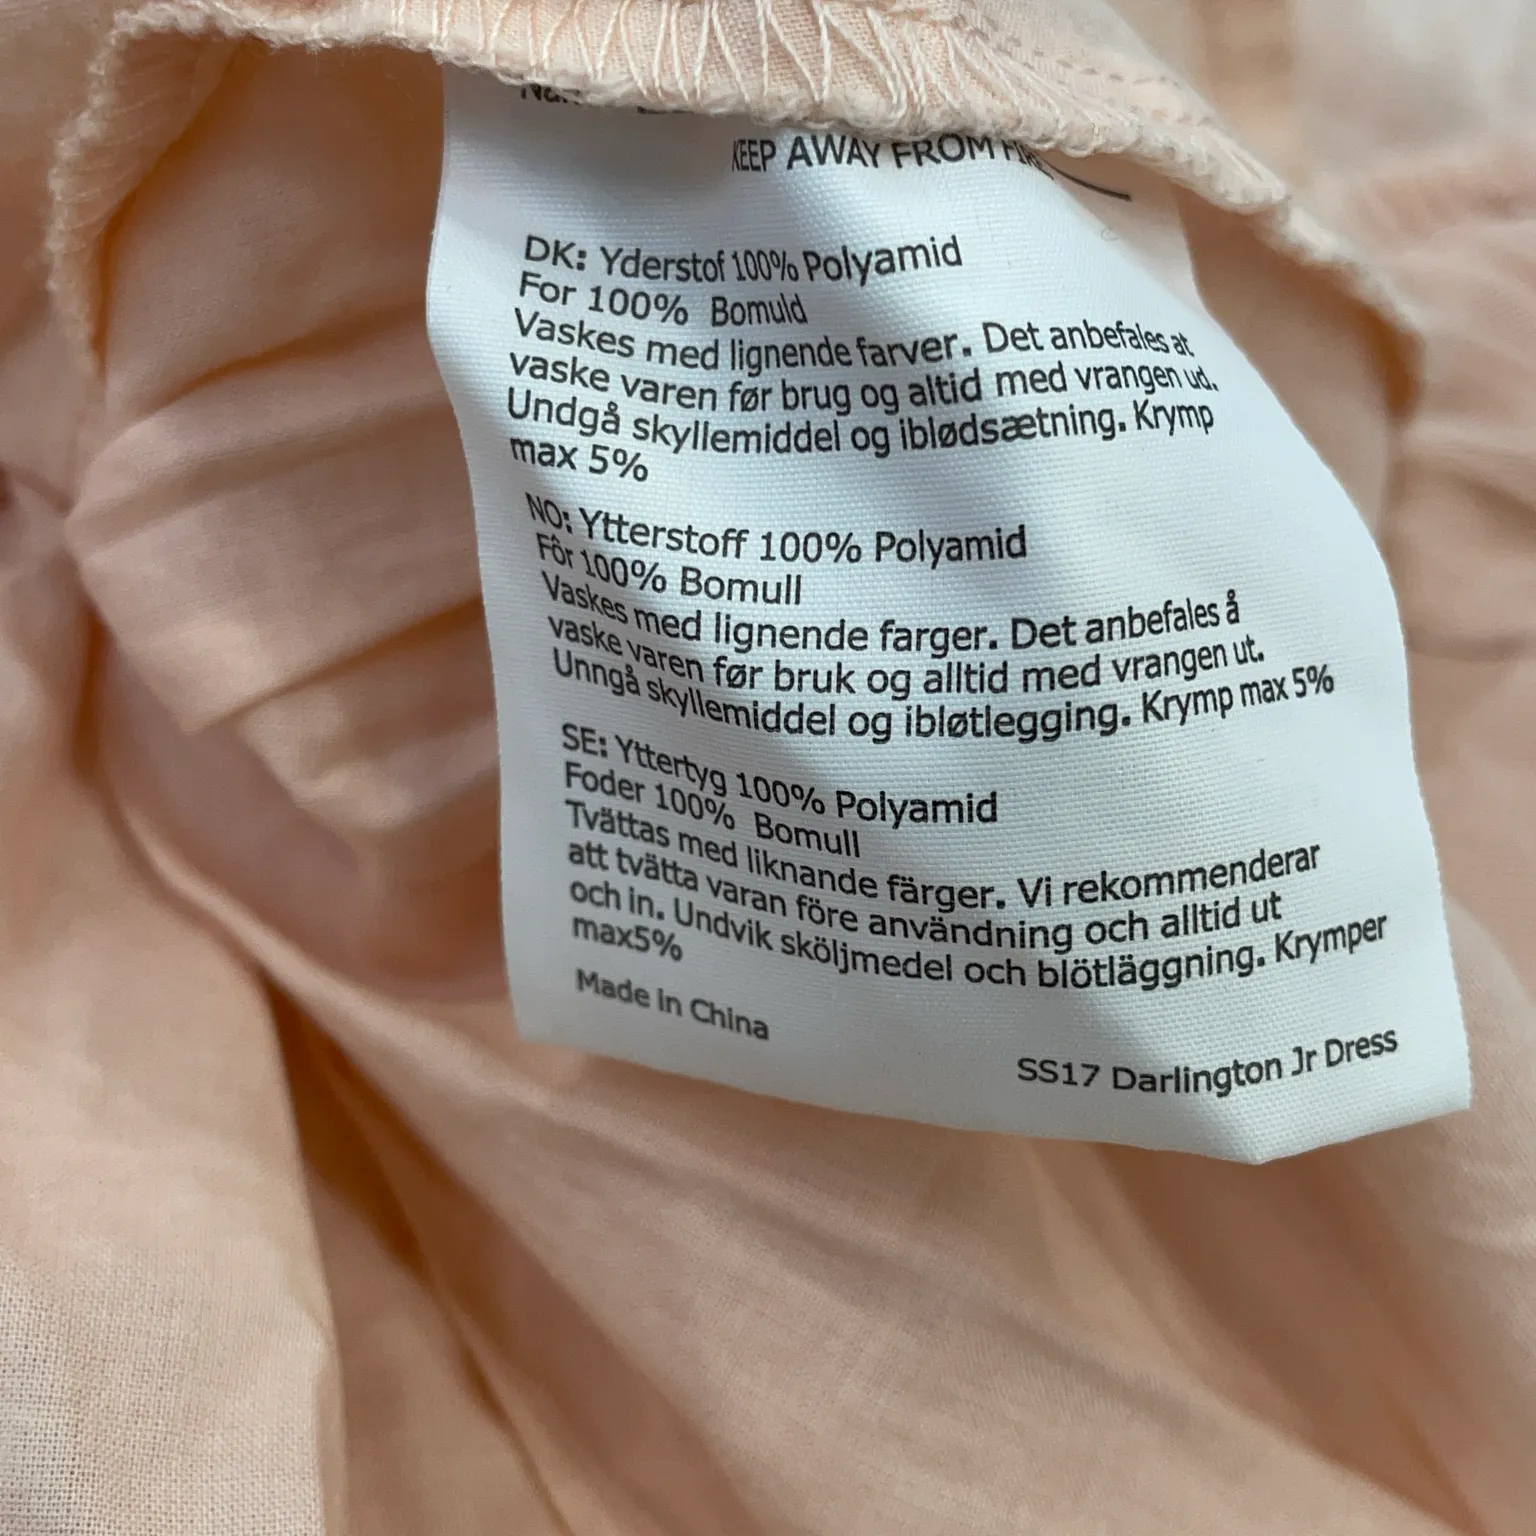 KEEP AWAY FROM FIRE
DK: Yderstof 100% Polyamid
For 100% Bomuld
Vaskes med lignende farver. Det anbefales at
vaske varen før brug og altid med vrangen ud.
Undgå skyllemiddel og iblødsætning. Krymp
max 5%
NO: Ytterstoff 100% Polyamid
Fôr 100% Bomull
Vaskes med lignende farger. Det anbefales å
vaske varen før bruk og alltid med vrangen ut.
Unngå skyllemiddel og ibløtlegging. Krymp max 5%
SE: Yttertyg 100% Polyamid
Foder 100% Bomull
Tvättas med liknande färger. Vi rekommenderar
att tvätta varan före användning och alltid ut
och in. Undvik sköljmedel och blötläggning. Krymper
max5%
Made in China
SS17 Darlington Jr Dress